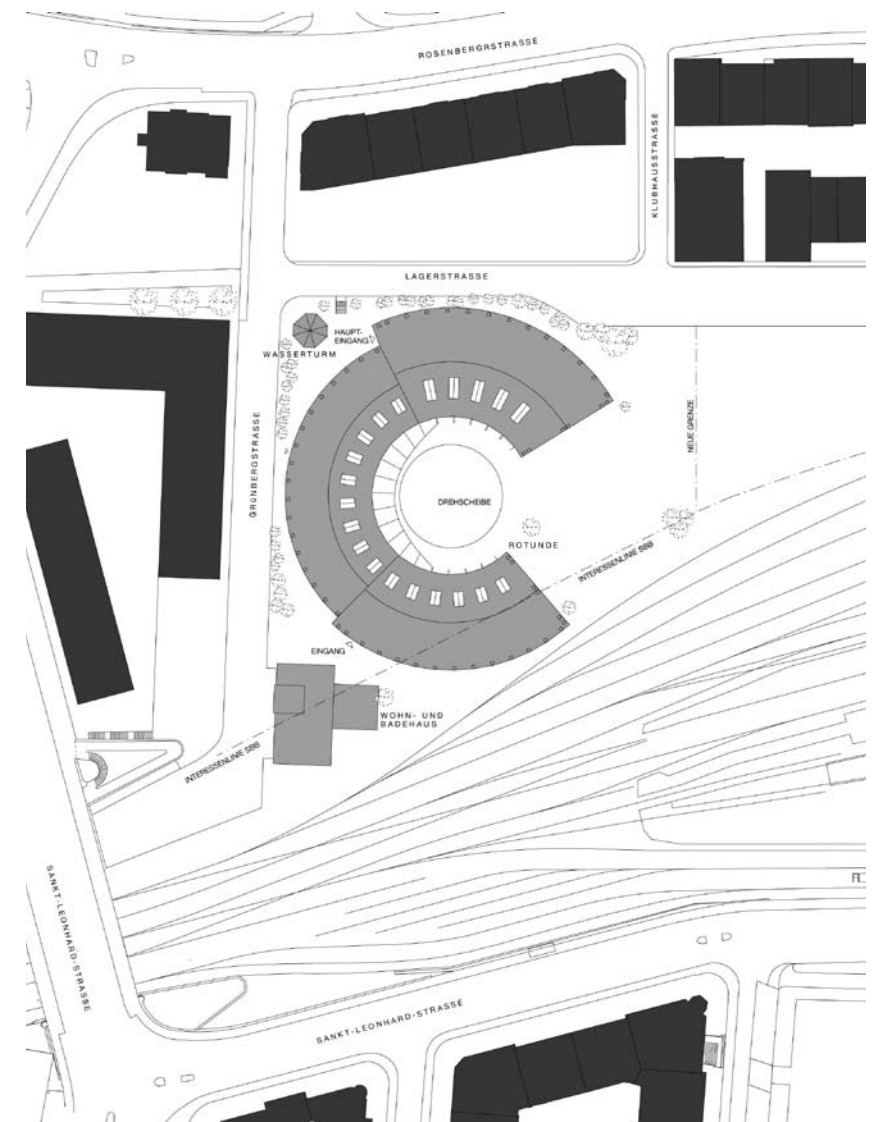 ROSENBERGRSTRASSE
KLUBHAUSSTRASSE
LAGERSTRASSE
HAUPT-
EINGANG
WASSERTURM
GRÜNBERGSTRASSE
NEUE GRENZE
DREHSCHEIBE
ROTUNDE
INTERESSENLINIE SBB
EINGANG
WOHN- UND
BADEHAUS
INTERESSENLINIE SBB
SANKT-LEONHARD-STRASSE
SANKT-LEONHARD-STRASSE